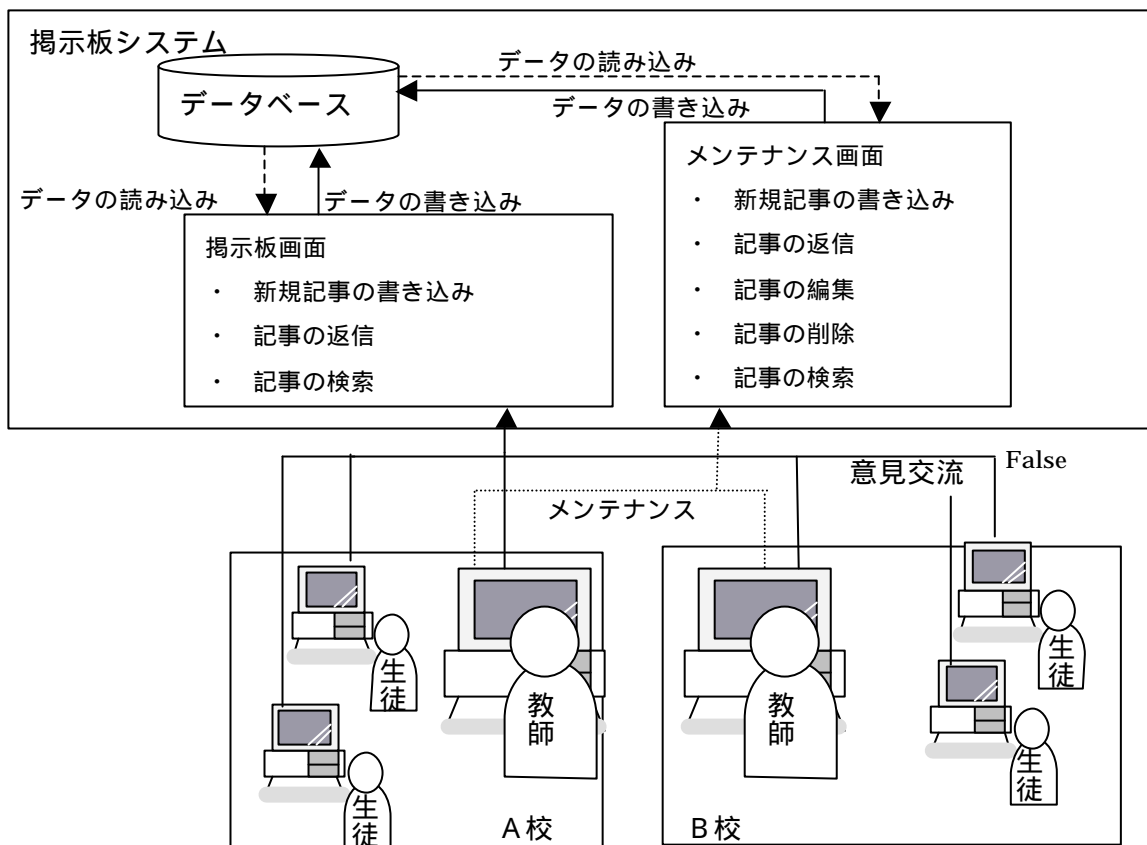 掲示板システム
データベース
データの読み込み
データの書き込み
データの読み込み
データの書き込み
掲示板画面
・ 新規記事の書き込み
・ 記事の返信
・ 記事の検索
メンテナンス画面
・ 新規記事の書き込み
・ 記事の返信
・ 記事の編集
・ 記事の削除
・ 記事の検索
意見交流
False
メンテナンス
生徒
生徒
教師
A校
教師
生徒
生徒
B校